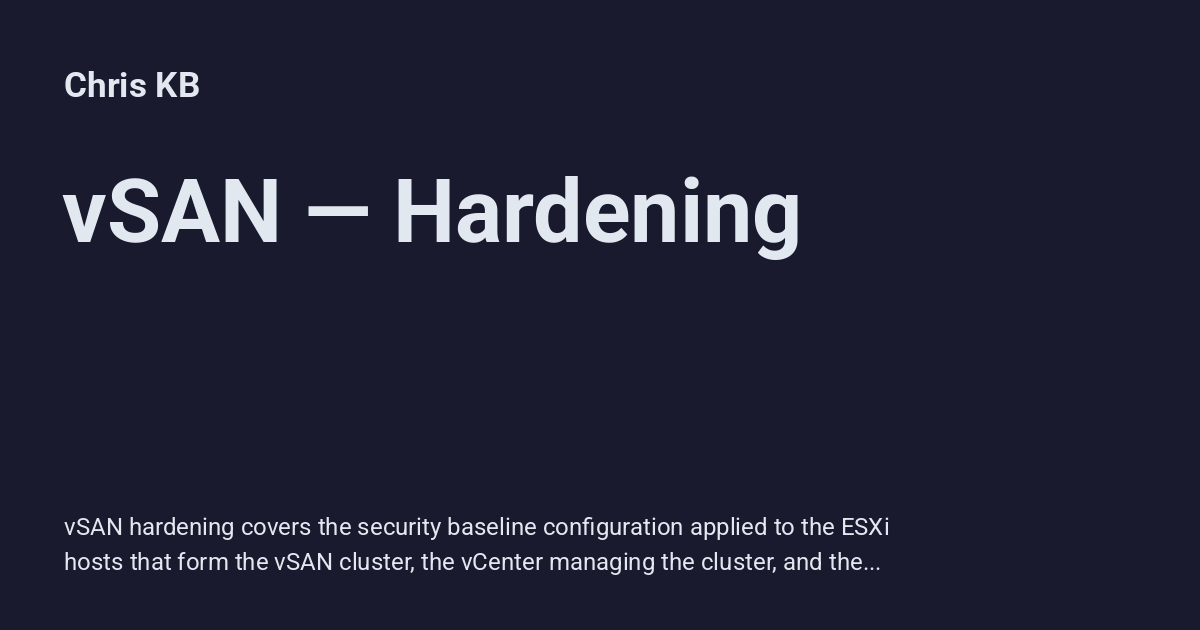 Chris KB
vSAN — Hardening
vSAN hardening covers the security baseline configuration applied to the ESXi
hosts that form the vSAN cluster, the vCenter managing the cluster, and the...